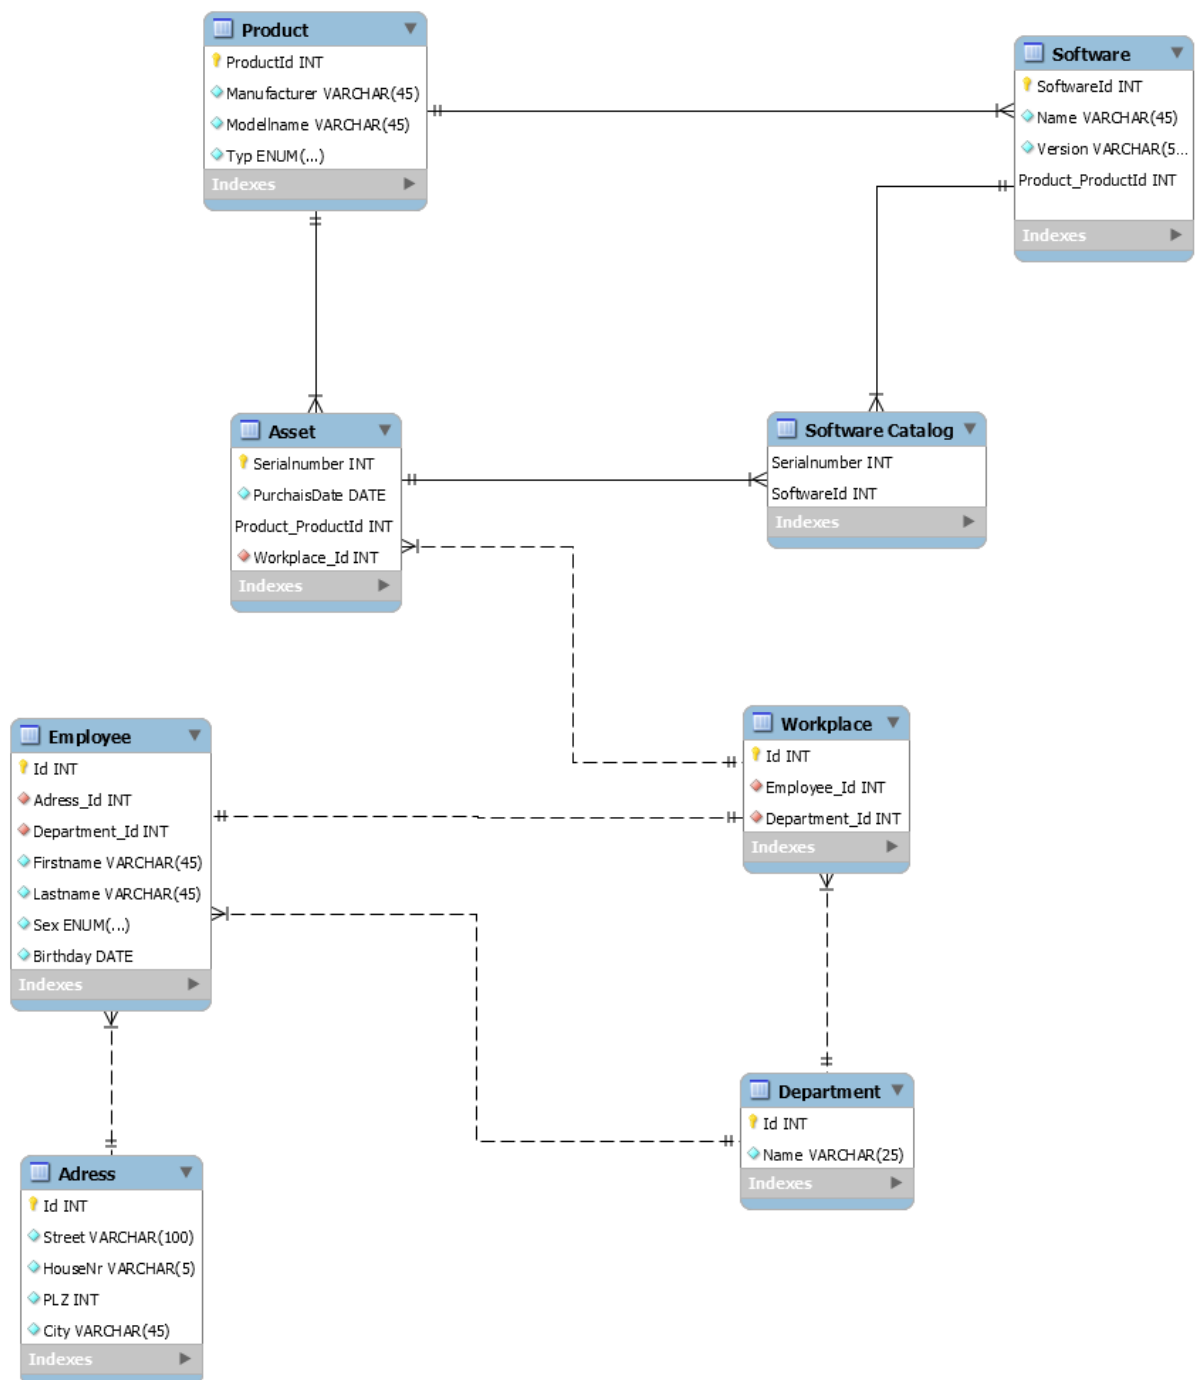 Product
ProductId INT
Manufacturer VARCHAR(45)
Modellname VARCHAR(45)
Typ ENUM(...)
Indexes
Software
SoftwareId INT
Name VARCHAR(45)
Version VARCHAR(5...
Product_ProductId INT
Indexes
Asset
Serialnumber INT
PurchaisDate DATE
Product_ProductId INT
Workplace_Id INT
Indexes
Software Catalog
Serialnumber INT
SoftwareId INT
Indexes
Employee
Id INT
Adress_Id INT
Department_Id INT
Firstname VARCHAR(45)
Lastname VARCHAR(45)
Sex ENUM(...)
Birthday DATE
Indexes
Workplace
Id INT
Employee_Id INT
Department_Id INT
Indexes
Department
Id INT
Name VARCHAR(25)
Indexes
Adress
Id INT
Street VARCHAR(100)
HouseNr VARCHAR(5)
PLZ INT
City VARCHAR(45)
Indexes